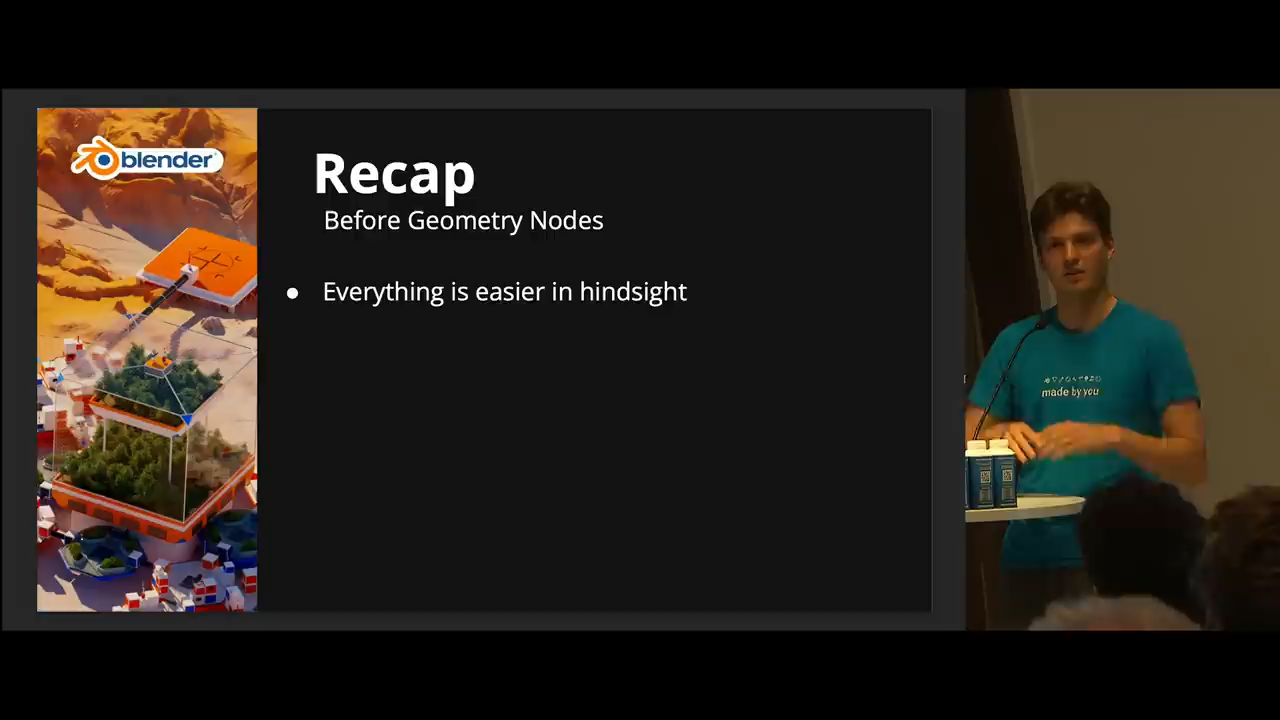 blender
Recap
Before Geometry Nodes
● Everything is easier in hindsight
made by you